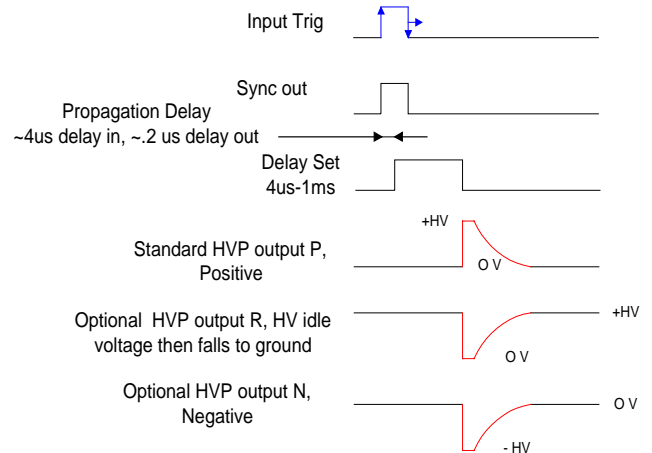 Input Trig
Sync out
Propagation Delay
~4us delay in, ~.2 us delay out
Delay Set
4us-1ms
+HV
Standard HVP output P,
Positive
O V
Optional  HVP output R, HV idle
voltage then falls to ground
+HV
O V
Optional HVP output N,
Negative
O V
- HV